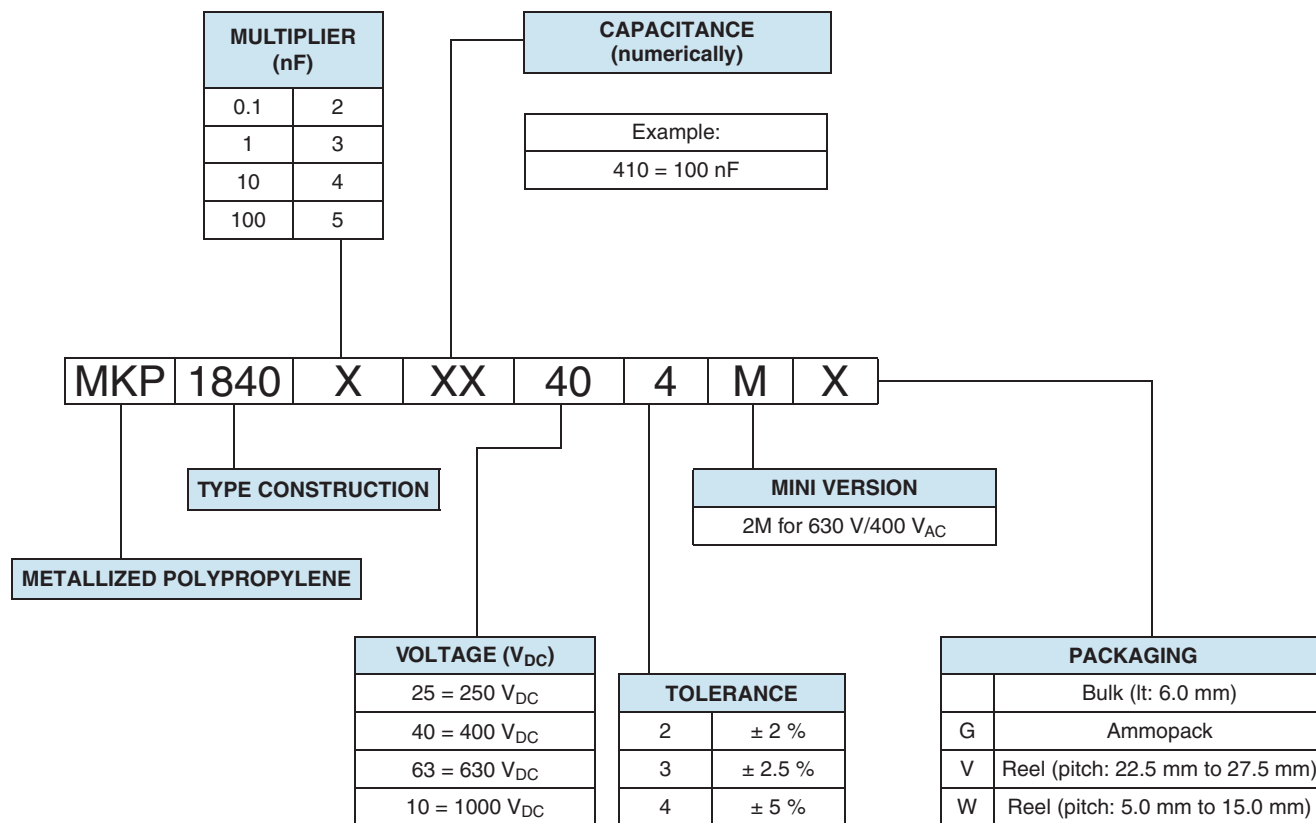 MULTIPLIER
(nF)
0.1 2
1 3
10 4
100 5
CAPACITANCE
(numerically)
Example:
410 = 100 nF
MKP 1840 X XX 40 4 M X
TYPE CONSTRUCTION
METALLIZED POLYPROPYLENE
MINI VERSION
2M for 630 V/400 VAC
VOLTAGE (VDC)
25 = 250 VDC
40 = 400 VDC
63 = 630 VDC
10 = 1000 VDC
TOLERANCE
2 ± 2 %
3 ± 2.5 %
4 ± 5 %
PACKAGING
Bulk (lt: 6.0 mm)
G Ammopack
V Reel (pitch: 22.5 mm to 27.5 mm)
W Reel (pitch: 5.0 mm to 15.0 mm)